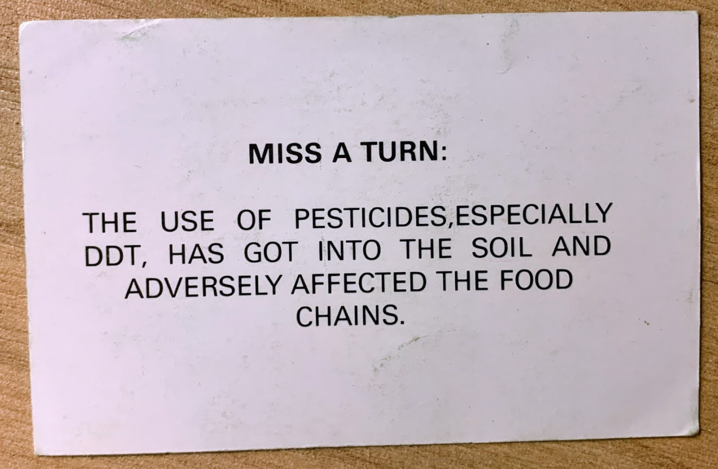 MISS A TURN:
THE USE OF PESTICIDES,ESPECIALLY
DDT, HAS GOT INTO THE SOIL AND
ADVERSELY AFFECTED THE FOOD
CHAINS.